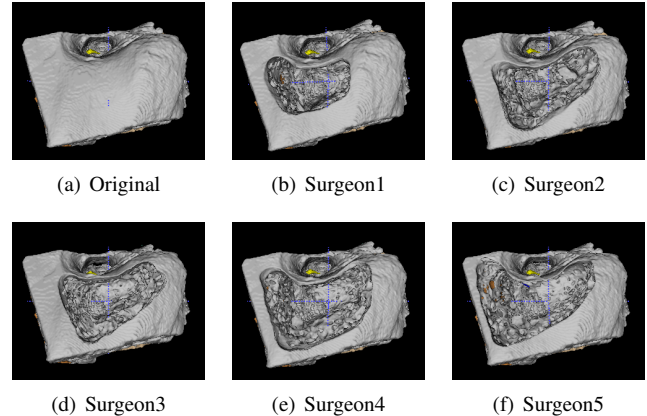 (a) Original
(b) Surgeon1
(c) Surgeon2
(d) Surgeon3
(e) Surgeon4
(f) Surgeon5